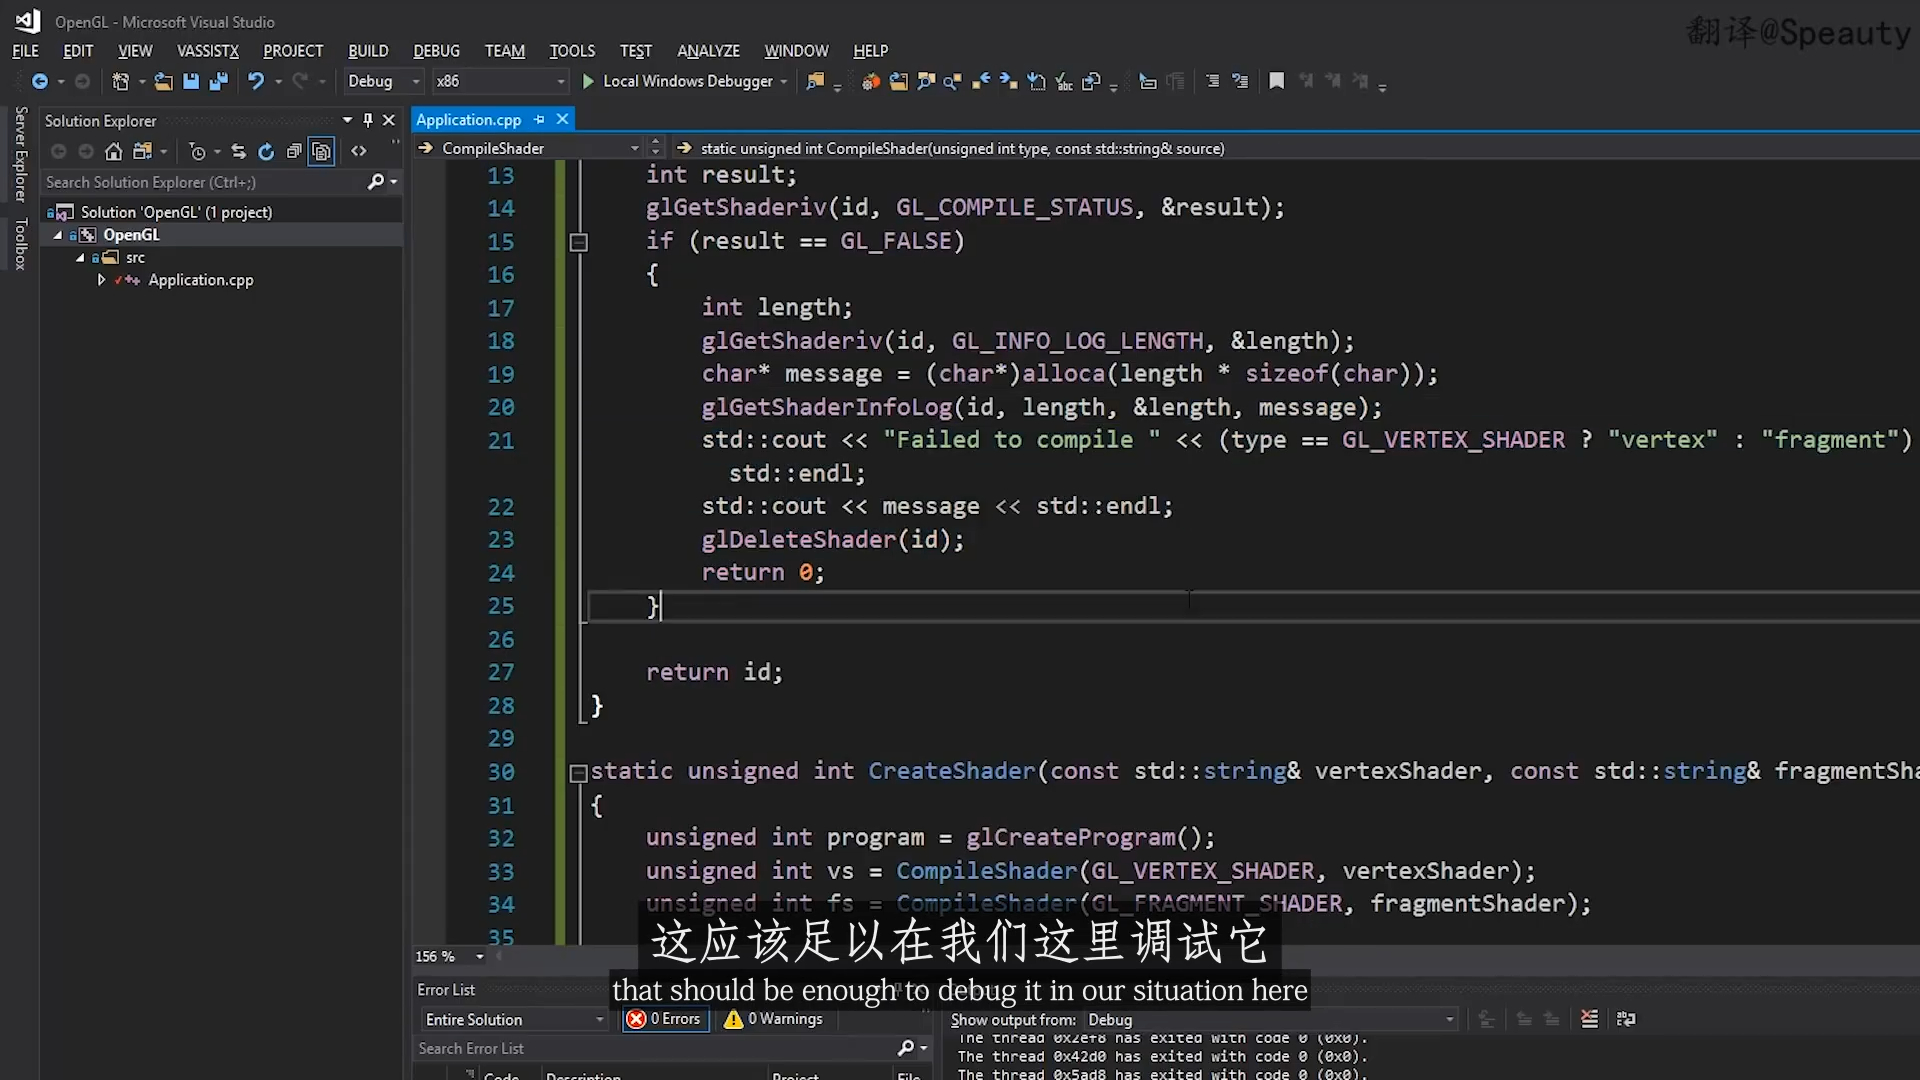 OpenGL - Microsoft Visual Studio
翻译@Speauty
FILE EDIT VIEW VASSISTX PROJECT BUILD DEBUG TEAM TOOLS TEST ANALYZE WINDOW HELP
Debug x86 Local Windows Debugger
Server Explorer
Toolbox
Solution Explorer
Search Solution Explorer (Ctrl+;)
Solution 'OpenGL' (1 project)
OpenGL
src
Application.cpp
Application.cpp
CompileShader static unsigned int CompileShader(unsigned int type, const std::string& source)
13 int result;
14 glGetShaderiv(id, GL_COMPILE_STATUS, &result);
15 if (result == GL_FALSE)
16 {
17 int length;
18 glGetShaderiv(id, GL_INFO_LOG_LENGTH, &length);
19 char* message = (char*)alloca(length * sizeof(char));
20 glGetShaderInfoLog(id, length, &length, message);
21 std::cout << "Failed to compile " << (type == GL_VERTEX_SHADER ? "vertex" : "fragment")
std::endl;
22 std::cout << message << std::endl;
23 glDeleteShader(id);
24 return 0;
25 }
26
27 return id;
28 }
29
30 static unsigned int CreateShader(const std::string& vertexShader, const std::string& fragmentSha
31 {
32 unsigned int program = glCreateProgram();
33 unsigned int vs = CompileShader(GL_VERTEX_SHADER, vertexShader);
34 unsigned int fs = CompileShader(GL_FRAGMENT_SHADER, fragmentShader);
35
156 %
这应该足以在我们这里调试它
that should be enough to debug it in our situation here
Error List
Entire Solution 0 Errors 0 Warnings
Search Error List
Code Description Project File
Show output from: Debug
The thread 0x2ef8 has exited with code 0 (0x0).
The thread 0x42d0 has exited with code 0 (0x0).
The thread 0x5ad8 has exited with code 0 (0x0).